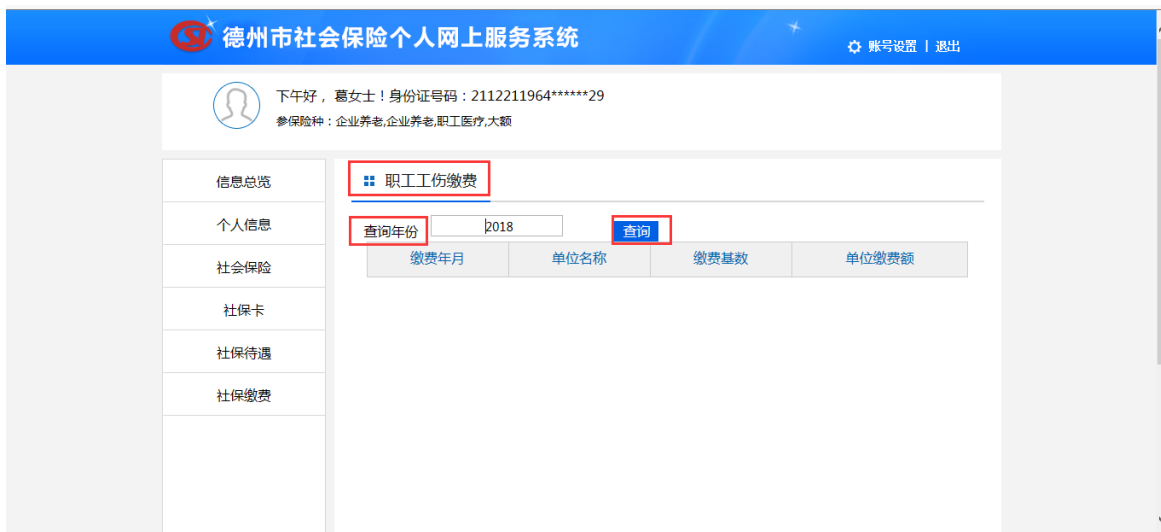 德州市社会保险个人网上服务系统
账号设置 | 退出
下午好，葛女士！身份证号码：2112211964******29
参保险种：企业养老,企业养老,职工医疗,大额
信息总览
个人信息
社会保险
社保卡
社保待遇
社保缴费
职工工伤缴费
查询年份 2018 查询
缴费年月 单位名称 缴费基数 单位缴费额